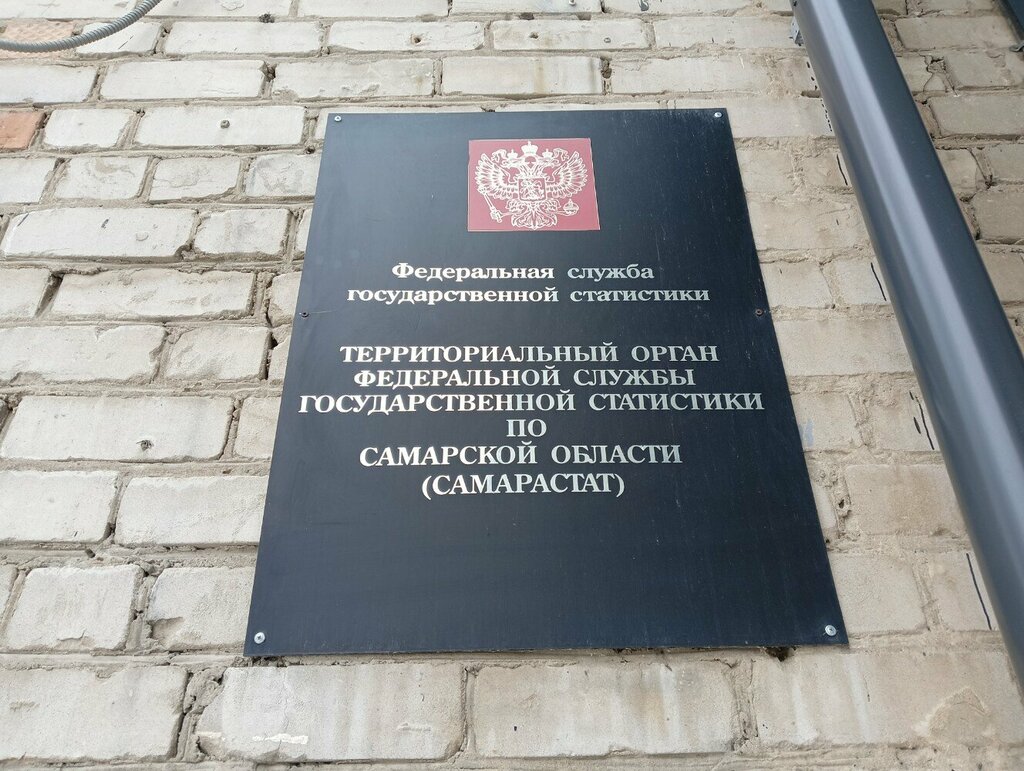 Федеральная служба
государственной статистики
ТЕРРИТОРИАЛЬНЫЙ ОРГАН
ФЕДЕРАЛЬНОЙ СЛУЖБЫ
ГОСУДАРСТВЕННОЙ СТАТИСТИКИ
ПО
САМАРСКОЙ ОБЛАСТИ
(САМАРАСТАТ)